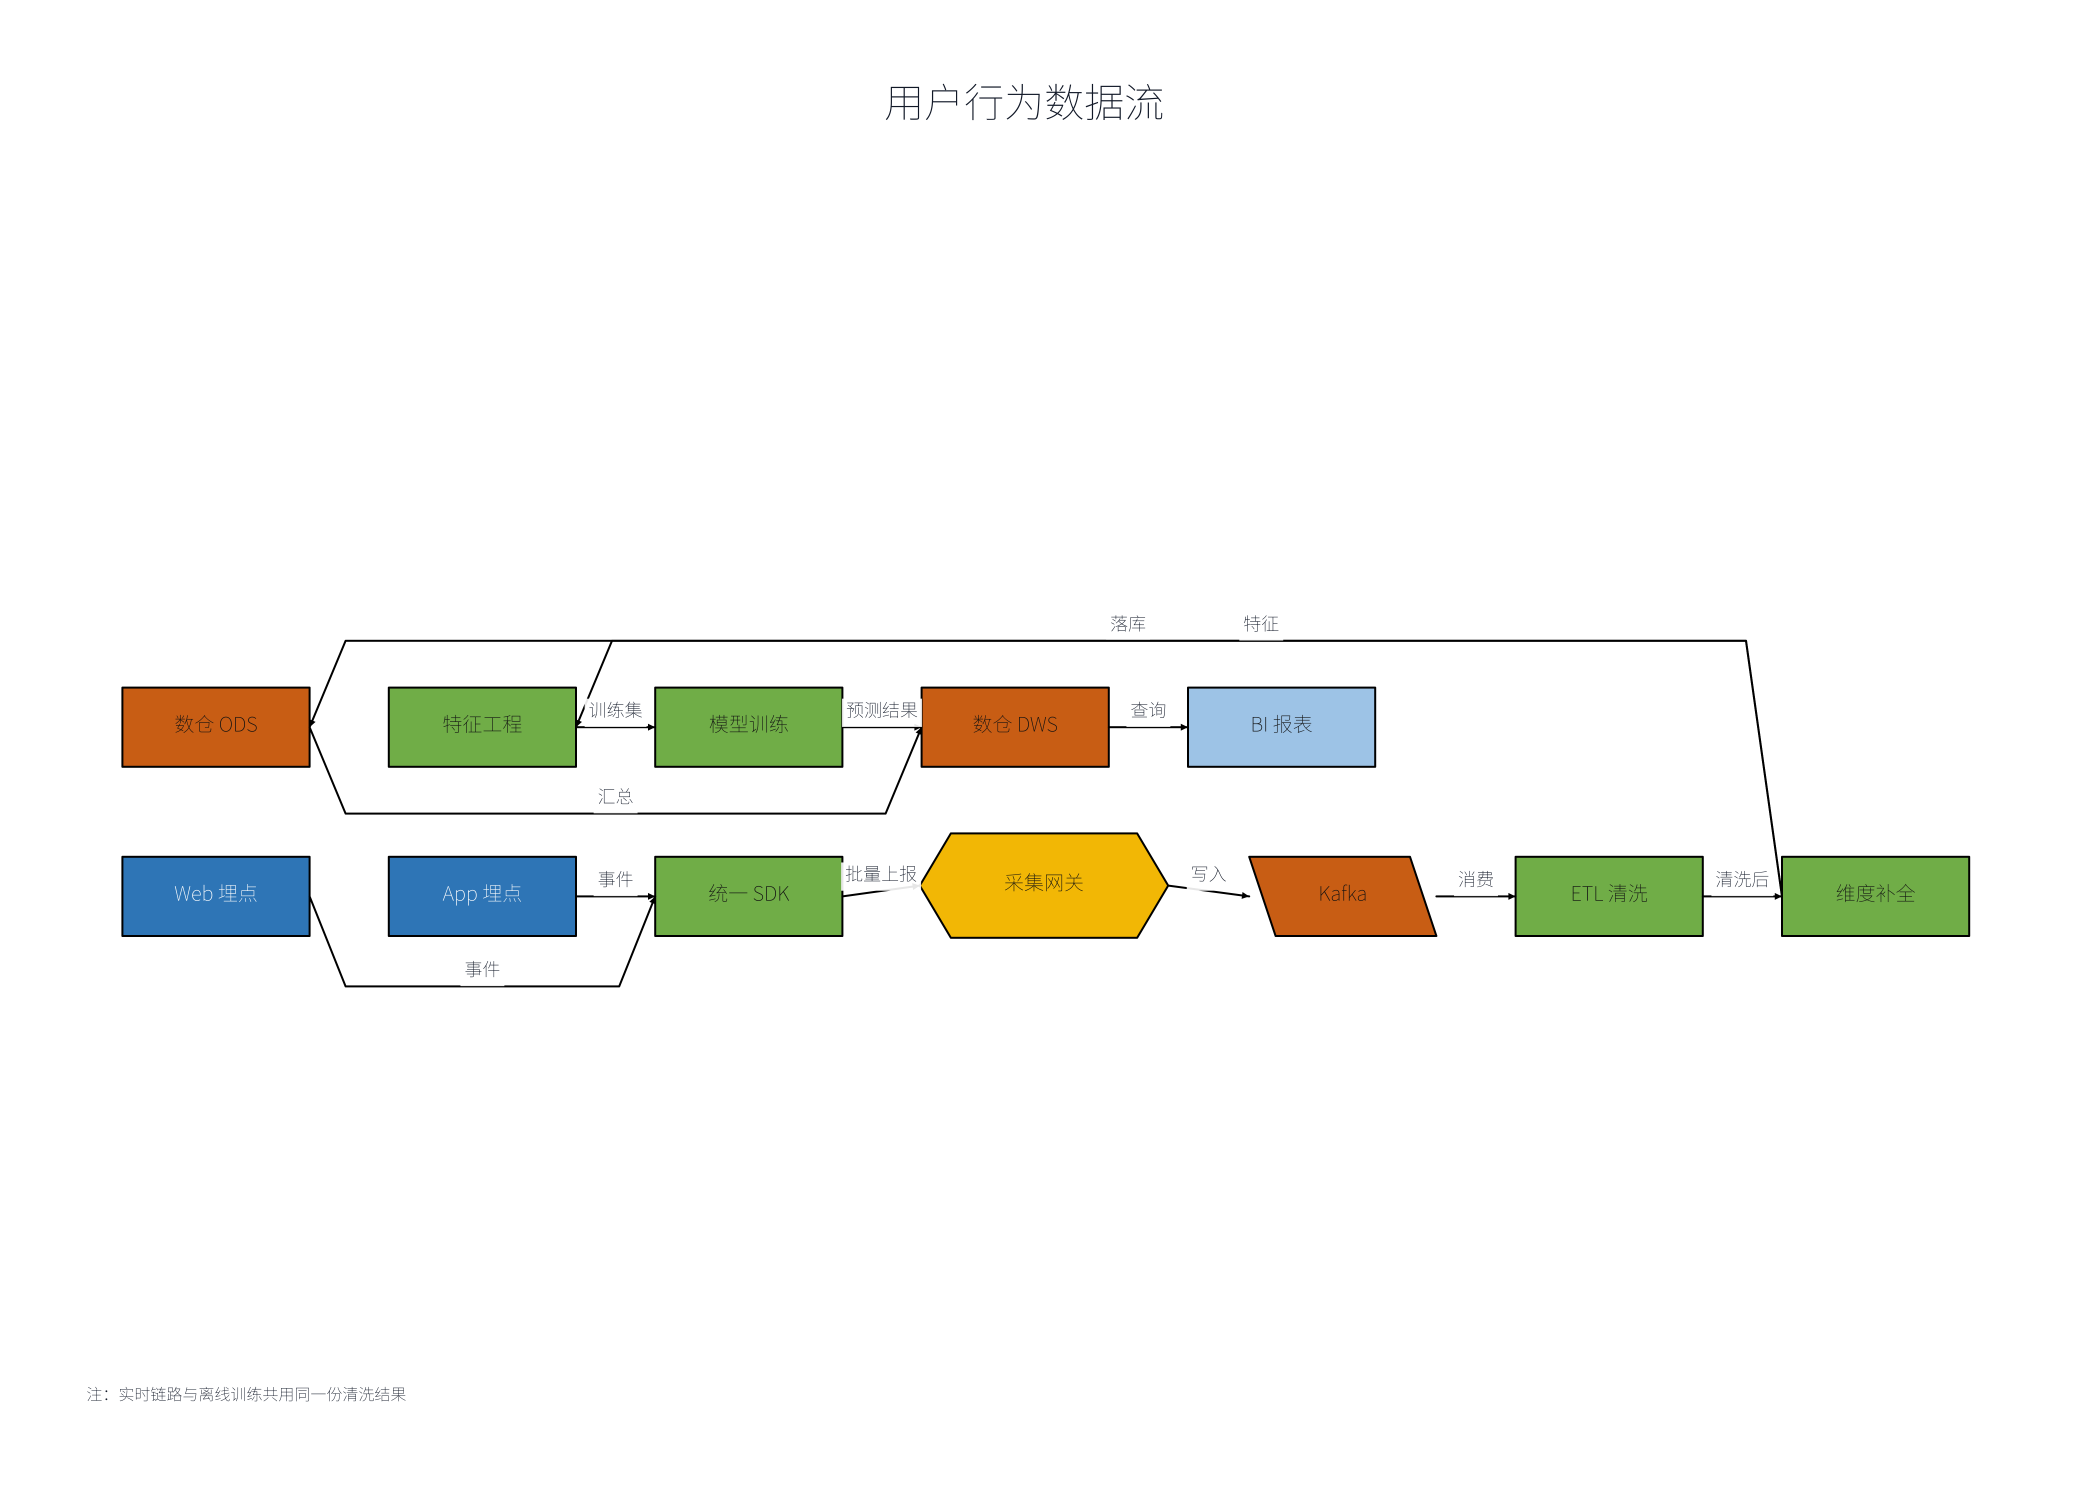 用户行为数据流
落库
特征
训练集
预测结果
查询
数仓 ODS
特征工程
模型训练
数仓 DWS
BI 报表
汇总
事件
批量上报
写入
消费
清洗后
Web 埋点
App 埋点
统一 SDK
采集网关
Kafka
ETL 清洗
维度补全
事件
注：实时链路与离线训练共用同一份清洗结果